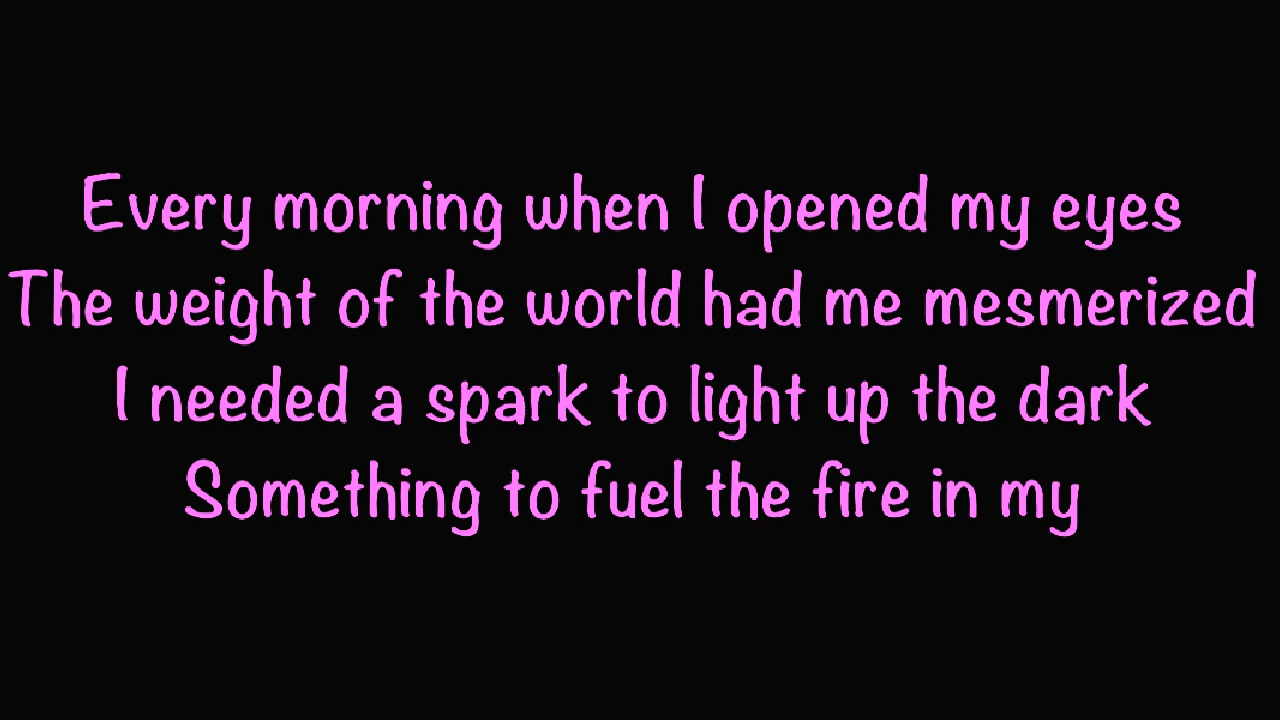 Every morning when I opened my eyes
The weight of the world had me mesmerized
I needed a spark to light up the dark
Something to fuel the fire in my